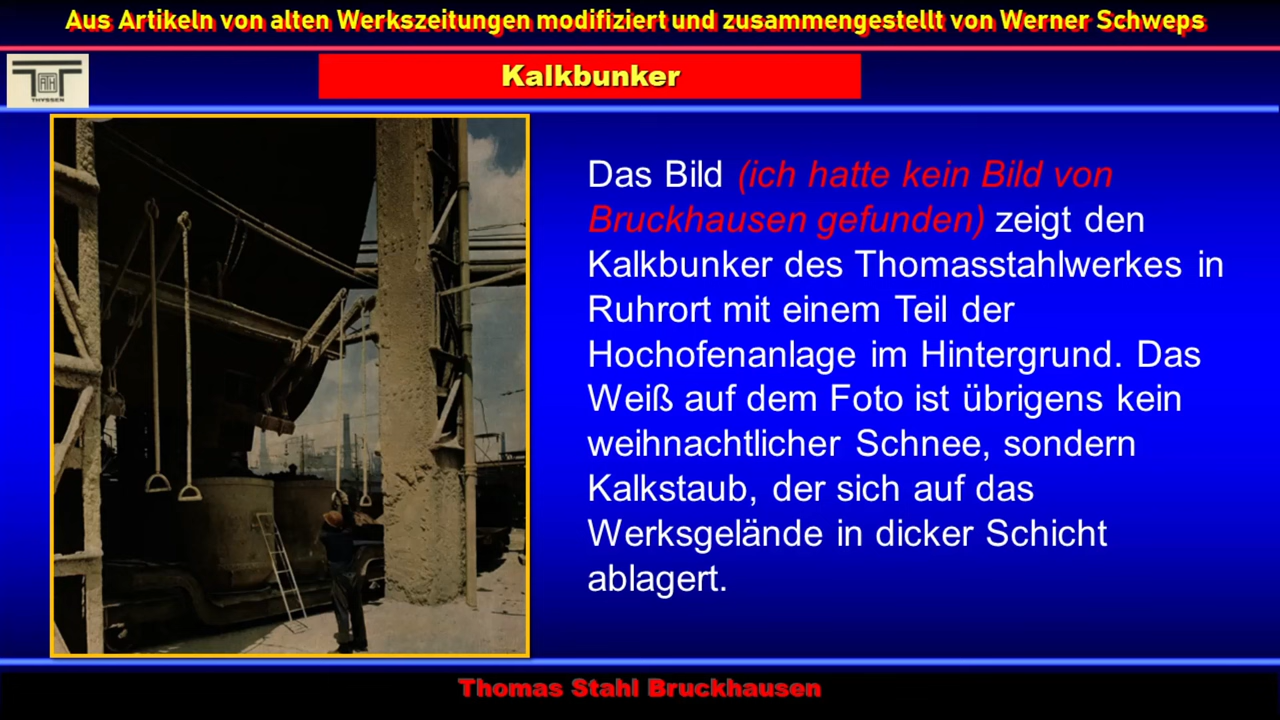 Aus Artikeln von alten Werkszeitungen modifiziert und zusammengestellt von Werner Schweps
ATH
THYSSEN
Kalkbunker
Das Bild (ich hatte kein Bild von
Bruckhausen gefunden) zeigt den
Kalkbunker des Thomasstahlwerkes in
Ruhrort mit einem Teil der
Hochofenanlage im Hintergrund. Das
Weiß auf dem Foto ist übrigens kein
weihnachtlicher Schnee, sondern
Kalkstaub, der sich auf das
Werksgelände in dicker Schicht
ablagert.
Thomas Stahl Bruckhausen